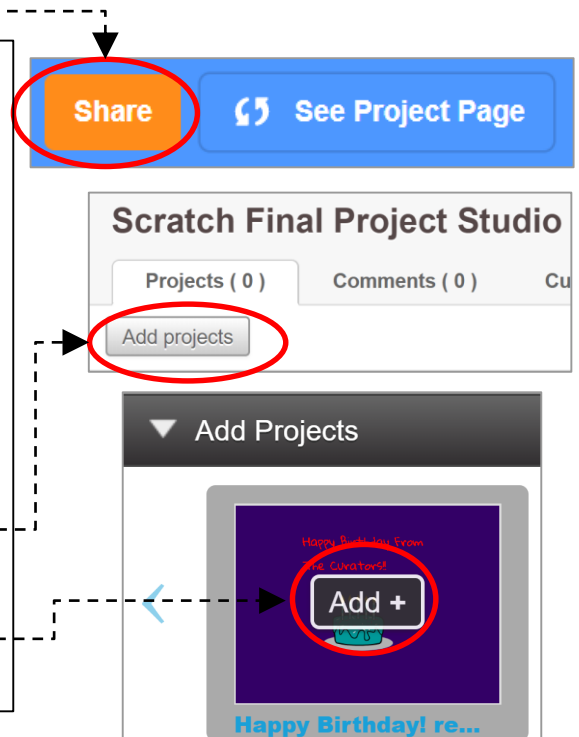 Share See Project Page
Scratch Final Project Studio
Projects ( 0 ) Comments ( 0 ) Cu
Add projects
Add Projects
Happy Birthday From
The Curators!
Add +
Happy Birthday! re...